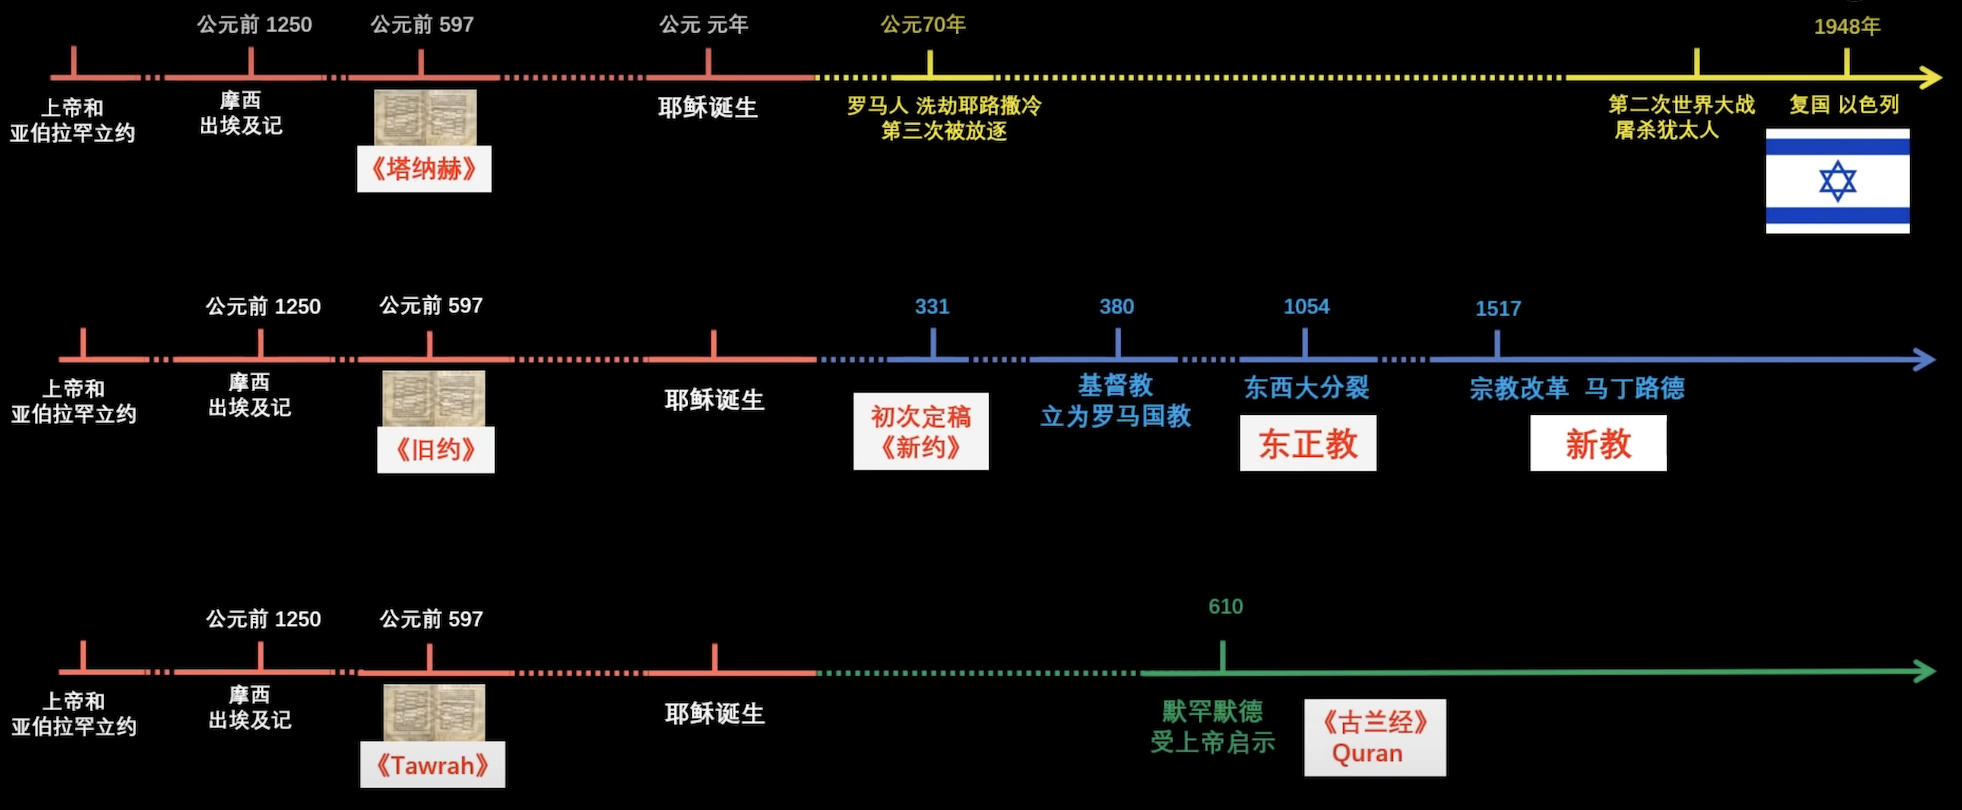 公元前 1250
公元前 597
公元 元年
公元70年
1948年
上帝和
亚伯拉罕立约
摩西
出埃及记
《塔纳赫》
耶稣诞生
罗马人 洗劫耶路撒冷
第三次被放逐
第二次世界大战
屠杀犹太人
复国 以色列
公元前 1250
公元前 597
331
380
1054
1517
上帝和
亚伯拉罕立约
摩西
出埃及记
《旧约》
耶稣诞生
初次定稿
《新约》
基督教
立为罗马国教
东西大分裂
东正教
宗教改革 马丁路德
新教
公元前 1250
公元前 597
610
上帝和
亚伯拉罕立约
摩西
出埃及记
《Tawrah》
耶稣诞生
默罕默德
受上帝启示
《古兰经》
Quran